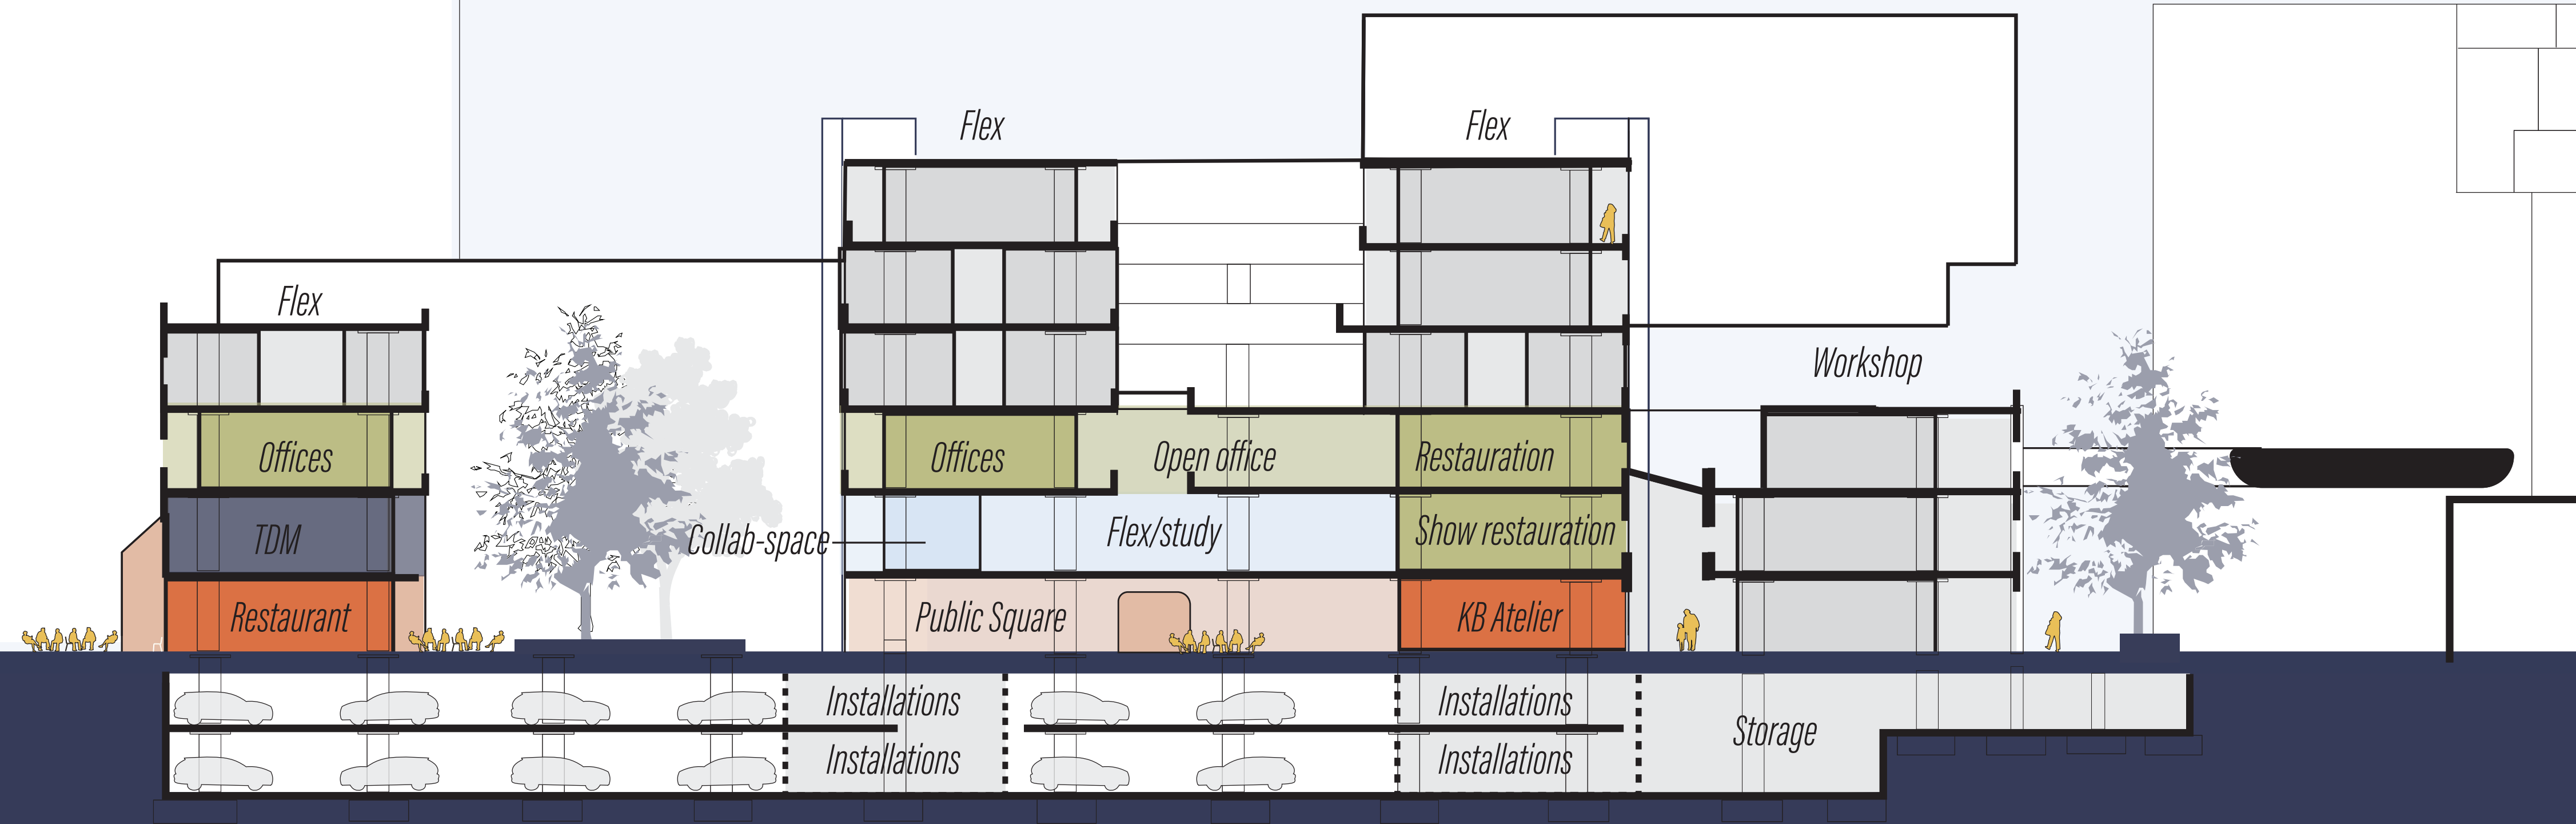 Flex
Flex
Flex
Workshop
Offices
Offices
Open office
Restauration
TDM
Collab-space
Flex/study
Show restauration
Restaurant
Public Square
KB Atelier
Installations
Installations
Storage
Installations
Installations